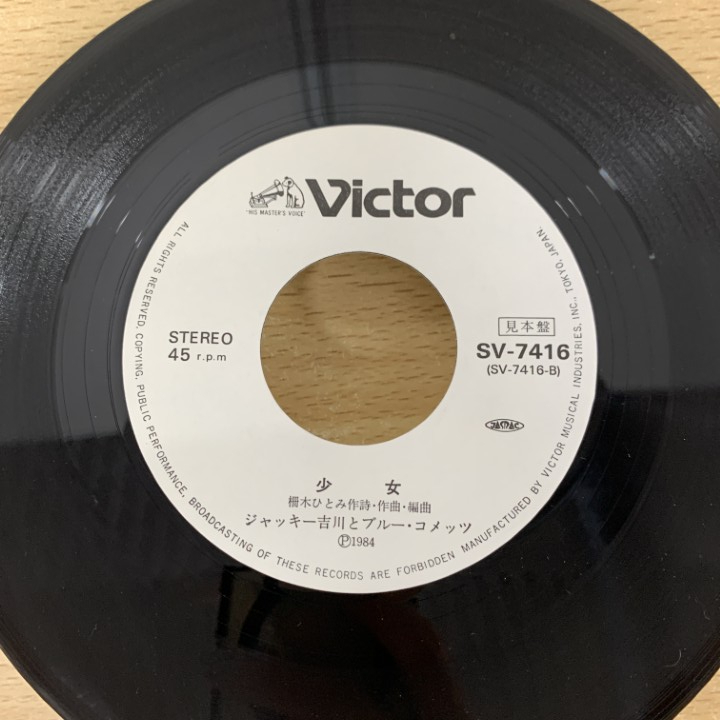 Victor
"HIS MASTER'S VOICE"
STEREO
45 r.p.m
見本盤
SV-7416
(SV-7416-B)
JASRAC
少女
柵木ひとみ作詩・作曲・編曲
ジャッキー吉川とブルー・コメッツ
Ⓟ1984
ALL RIGHTS RESERVED. COPYING, PUBLIC PERFORMANCE, BROADCASTING OF THESE RECORDS ARE FORBIDDEN MANUFACTURED BY VICTOR MUSICAL INDUSTRIES, INC., TOKYO, JAPAN.